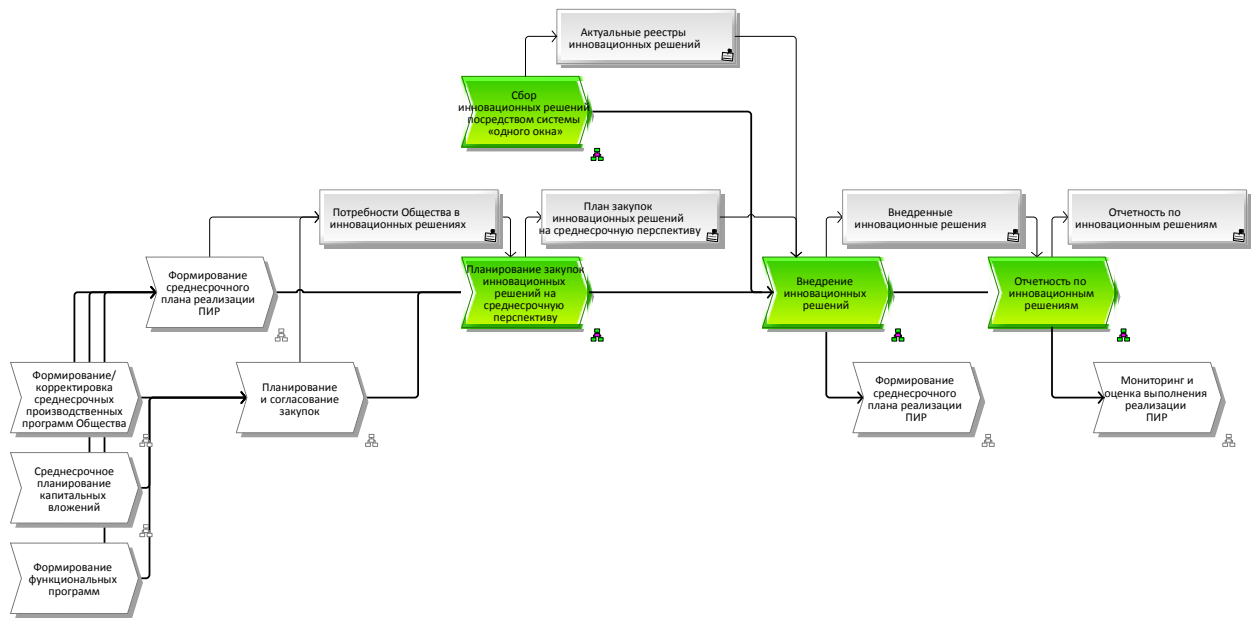 Актуальные реестры
инновационных решений
Сбор
инновационных решений
посредством системы
«одного окна»
Потребности Общества в
инновационных решениях
План закупок
инновационных решений
на среднесрочную перспективу
Внедренные
инновационные решения
Отчетность по
инновационным решениям
Формирование
среднесрочного
плана реализации
ПИР
Планирование закупок
инновационных
решений на
среднесрочную
перспективу
Внедрение
инновационных
решений
Отчетность по
инновационным
решениям
Формирование/
корректировка
среднесрочных
производственных
программ Общества
Планирование
и согласование
закупок
Формирование
среднесрочного
плана реализации
ПИР
Мониторинг и
оценка выполнения
реализации
ПИР
Среднесрочное
планирование
капитальных
вложений
Формирование
функциональных
программ